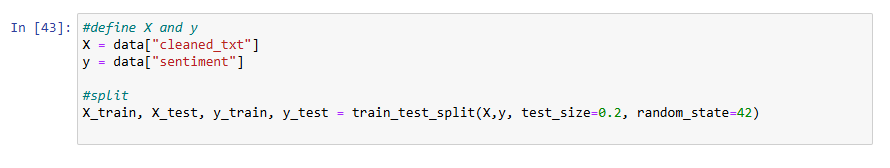 In [43]: #define X and y
X = data["cleaned_txt"]
y = data["sentiment"]

#split
X_train, X_test, y_train, y_test = train_test_split(X,y, test_size=0.2, random_state=42)